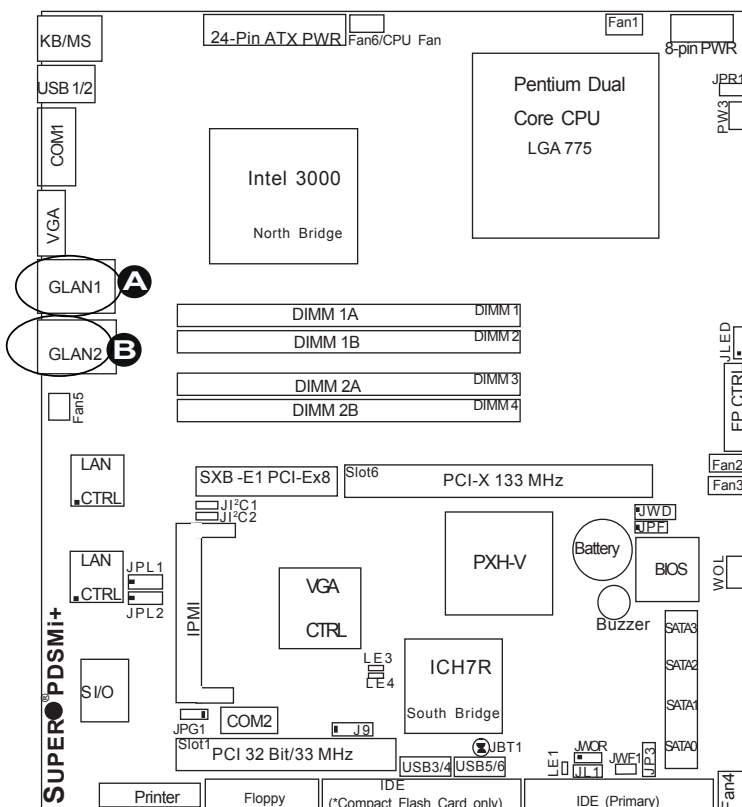 KB/MS
24-Pin ATX PWR
Fan6/CPU Fan
Fan1
8-pin PWR
USB 1/2
JPR1
PW3
COM1
Pentium Dual
Core CPU
LGA 775
Intel 3000
North Bridge
VGA
GLAN1
A
GLAN2
B
DIMM 1A
DIMM 1
DIMM 1B
DIMM 2
DIMM 2A
DIMM 3
DIMM 2B
DIMM 4
JLED
FP CTRL
Fan5
Fan2
Fan3
LAN
CTRL
SXB -E1 PCI-Ex8
Slot6
PCI-X 133 MHz
JI²C1
JI²C2
JWD
JPF
LAN
CTRL
JPL1
JPL2
IPMI
VGA
CTRL
PXH-V
Battery
BIOS
WOL
Buzzer
SATA3
SATA2
SATA1
SATA0
LE3
LE4
ICH7R
South Bridge
S I/O
SUPER®PDSMi+
JPG1
COM2
J9
Slot1
PCI 32 Bit/33 MHz
JBT1
USB3/4
USB5/6
LE1
JWOR
JL1
JWF1
JP3
Printer
Floppy
IDE
(*Compact Flash Card only)
IDE (Primary)
Fan4